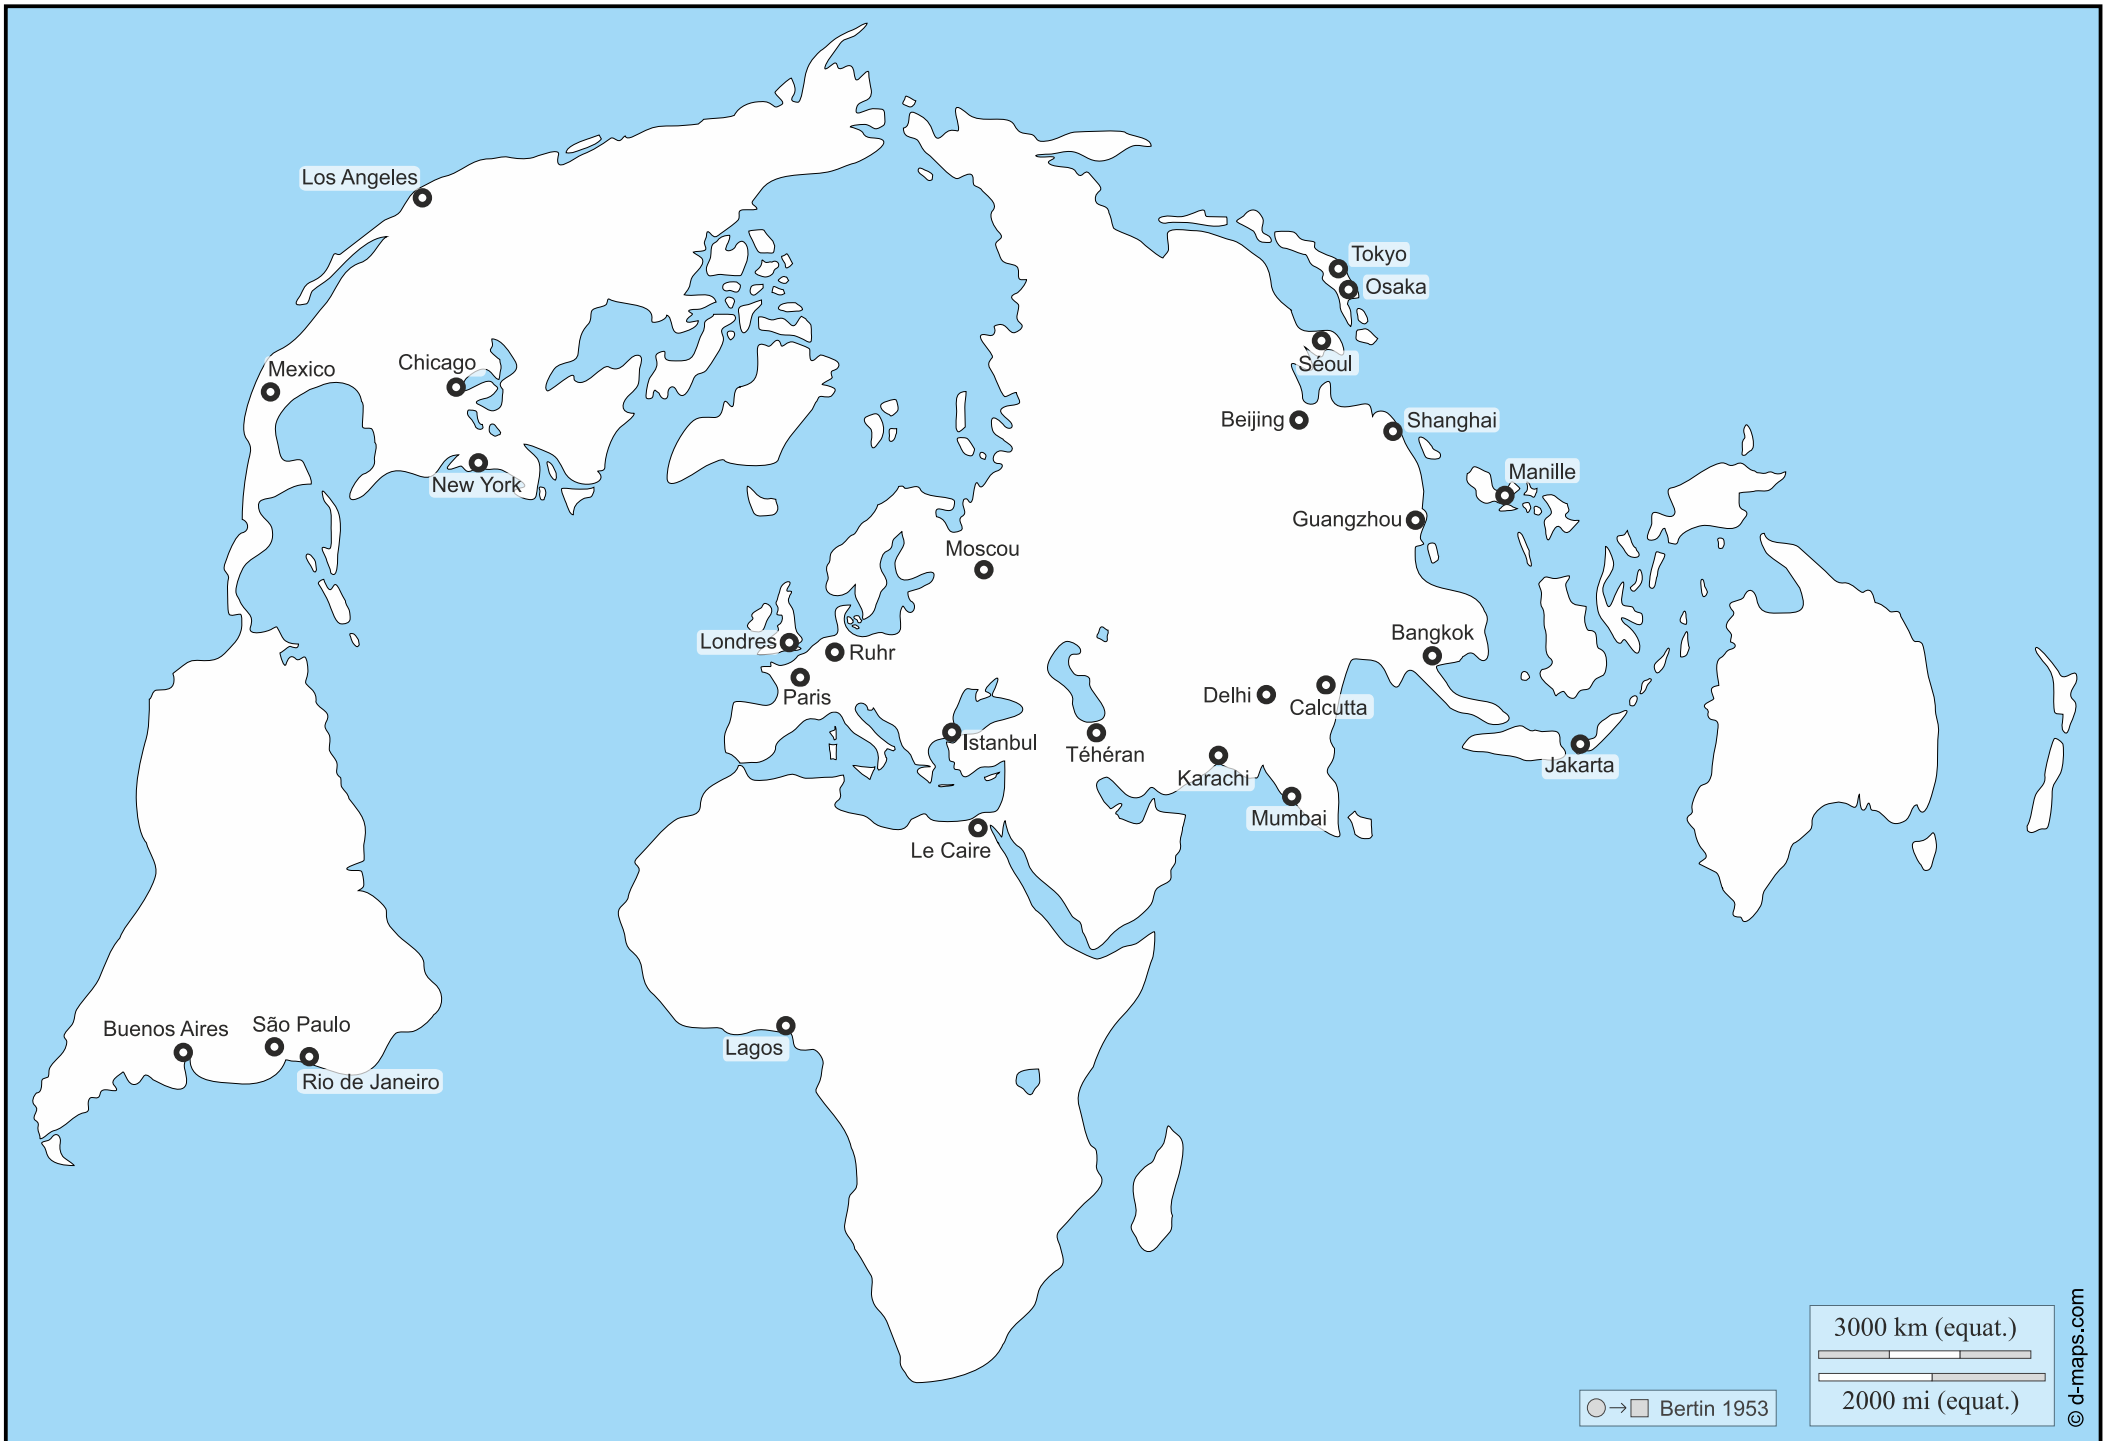 Los Angeles
Tokyo
Osaka
Séoul
Mexico
Chicago
Beijing
Shanghai
Manille
New York
Guangzhou
Moscou
Londres
Ruhr
Bangkok
Paris
Delhi
Calcutta
Istanbul
Téhéran
Karachi
Jakarta
Mumbai
Le Caire
Buenos Aires
São Paulo
Lagos
Rio de Janeiro
3000 km (equat.)
2000 mi (equat.)
Bertin 1953
© d-maps.com